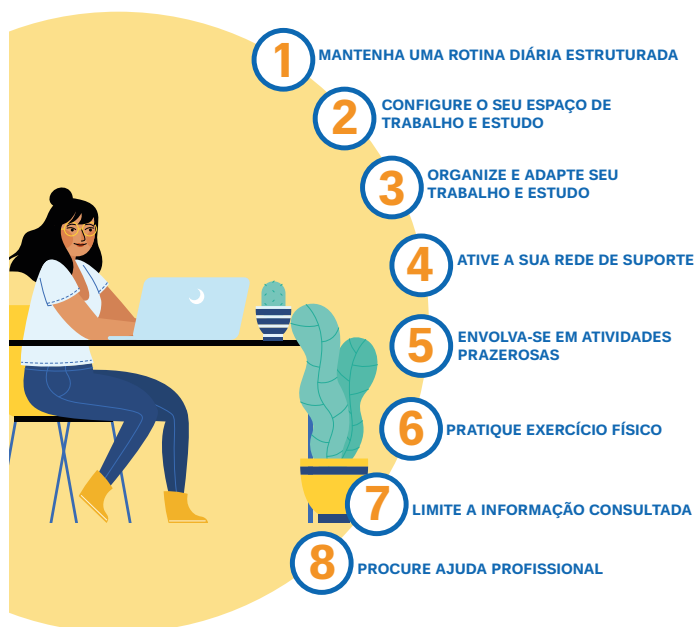 1 MANTENHA UMA ROTINA DIÁRIA ESTRUTURADA
2 CONFIGURE O SEU ESPAÇO DE
TRABALHO E ESTUDO
3 ORGANIZE E ADAPTE SEU
TRABALHO E ESTUDO
4 ATIVE A SUA REDE DE SUPORTE
5 ENVOLVA-SE EM ATIVIDADES
PRAZEROSAS
6 PRATIQUE EXERCÍCIO FÍSICO
7 LIMITE A INFORMAÇÃO CONSULTADA
8 PROCURE AJUDA PROFISSIONAL